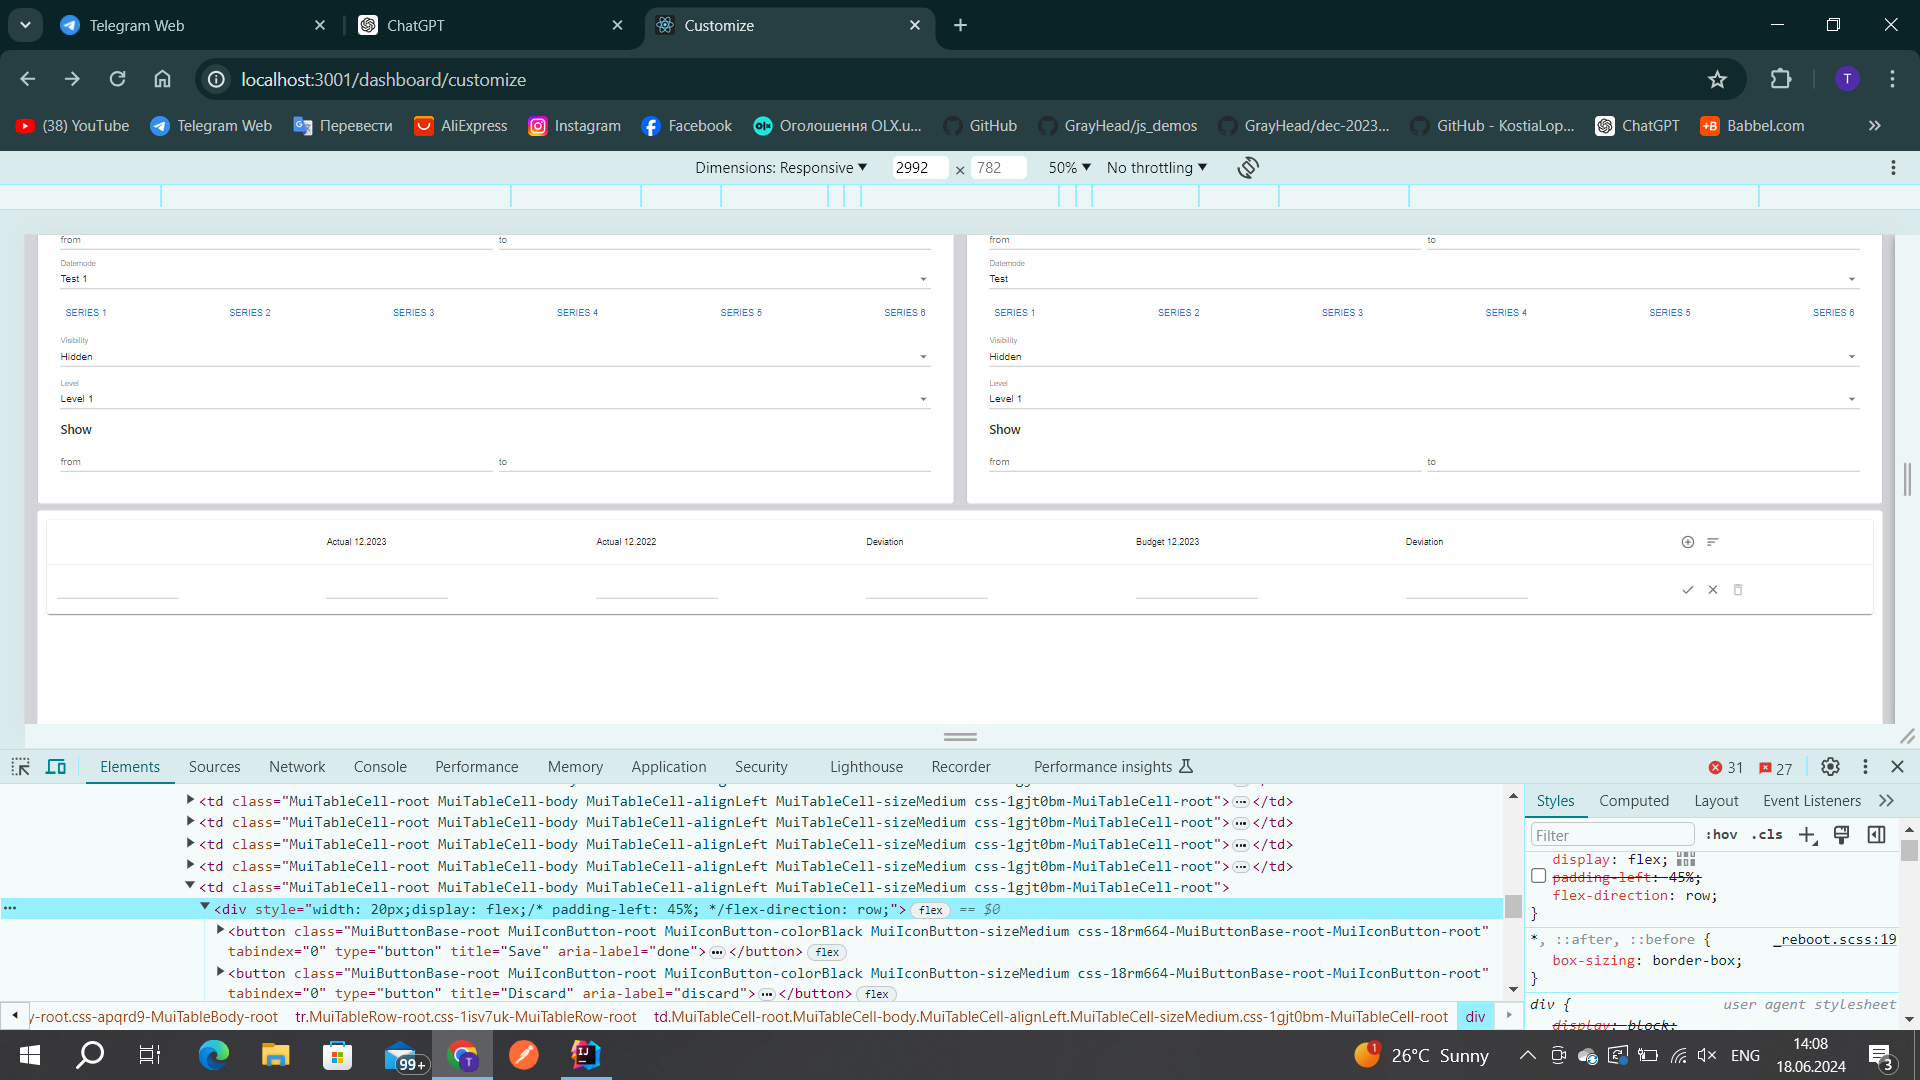 Telegram Web
ChatGPT
Customize
localhost:3001/dashboard/customize
T
(38) YouTube
Telegram Web
Перевести
AliExpress
Instagram
Facebook
Оголошення OLX.u...
GitHub
GrayHead/js_demos
GrayHead/dec-2023...
GitHub - KostiaLop...
ChatGPT
+B Babbel.com
»
Dimensions: Responsive ▼ 2992 × 782 50% ▼ No throttling ▼
from to from to
Datemode Datemode
Test 1 Test
SERIES 1 SERIES 2 SERIES 3 SERIES 4 SERIES 5 SERIES 6 SERIES 1 SERIES 2 SERIES 3 SERIES 4 SERIES 5 SERIES 6
Visibility Visibility
Hidden Hidden
Level Level
Level 1 Level 1
Show Show
from to from to
Actual 12.2023 Actual 12.2022 Deviation Budget 12.2023 Deviation
Elements Sources Network Console Performance Memory Application Security Lighthouse Recorder Performance insights 31 27
<td class="MuiTableCell-root MuiTableCell-body MuiTableCell-alignLeft MuiTableCell-sizeMedium css-1gjt0bm-MuiTableCell-root">…</td>
<td class="MuiTableCell-root MuiTableCell-body MuiTableCell-alignLeft MuiTableCell-sizeMedium css-1gjt0bm-MuiTableCell-root">…</td>
<td class="MuiTableCell-root MuiTableCell-body MuiTableCell-alignLeft MuiTableCell-sizeMedium css-1gjt0bm-MuiTableCell-root">…</td>
<td class="MuiTableCell-root MuiTableCell-body MuiTableCell-alignLeft MuiTableCell-sizeMedium css-1gjt0bm-MuiTableCell-root">…</td>
<td class="MuiTableCell-root MuiTableCell-body MuiTableCell-alignLeft MuiTableCell-sizeMedium css-1gjt0bm-MuiTableCell-root">
<div style="width: 20px;display: flex;/* padding-left: 45%; */flex-direction: row;"> flex == $0
<button class="MuiButtonBase-root MuiIconButton-root MuiIconButton-colorBlack MuiIconButton-sizeMedium css-18rm664-MuiButtonBase-root-MuiIconButton-root"
tabindex="0" type="button" title="Save" aria-label="done">…</button> flex
<button class="MuiButtonBase-root MuiIconButton-root MuiIconButton-colorBlack MuiIconButton-sizeMedium css-18rm664-MuiButtonBase-root-MuiIconButton-root"
tabindex="0" type="button" title="Discard" aria-label="discard">…</button> flex
y-root.css-apqrd9-MuiTableBody-root tr.MuiTableRow-root.css-1isv7uk-MuiTableRow-root td.MuiTableCell-root.MuiTableCell-body.MuiTableCell-alignLeft.MuiTableCell-sizeMedium.css-1gjt0bm-MuiTableCell-root div
Styles Computed Layout Event Listeners »
Filter :hov .cls
display: flex;
padding-left: 45%;
flex-direction: row;
}
*, ::after, ::before { _reboot.scss:19
box-sizing: border-box;
}
div { user agent stylesheet
display: block;
99+
T
1
26°C Sunny
ENG
14:08
18.06.2024
3